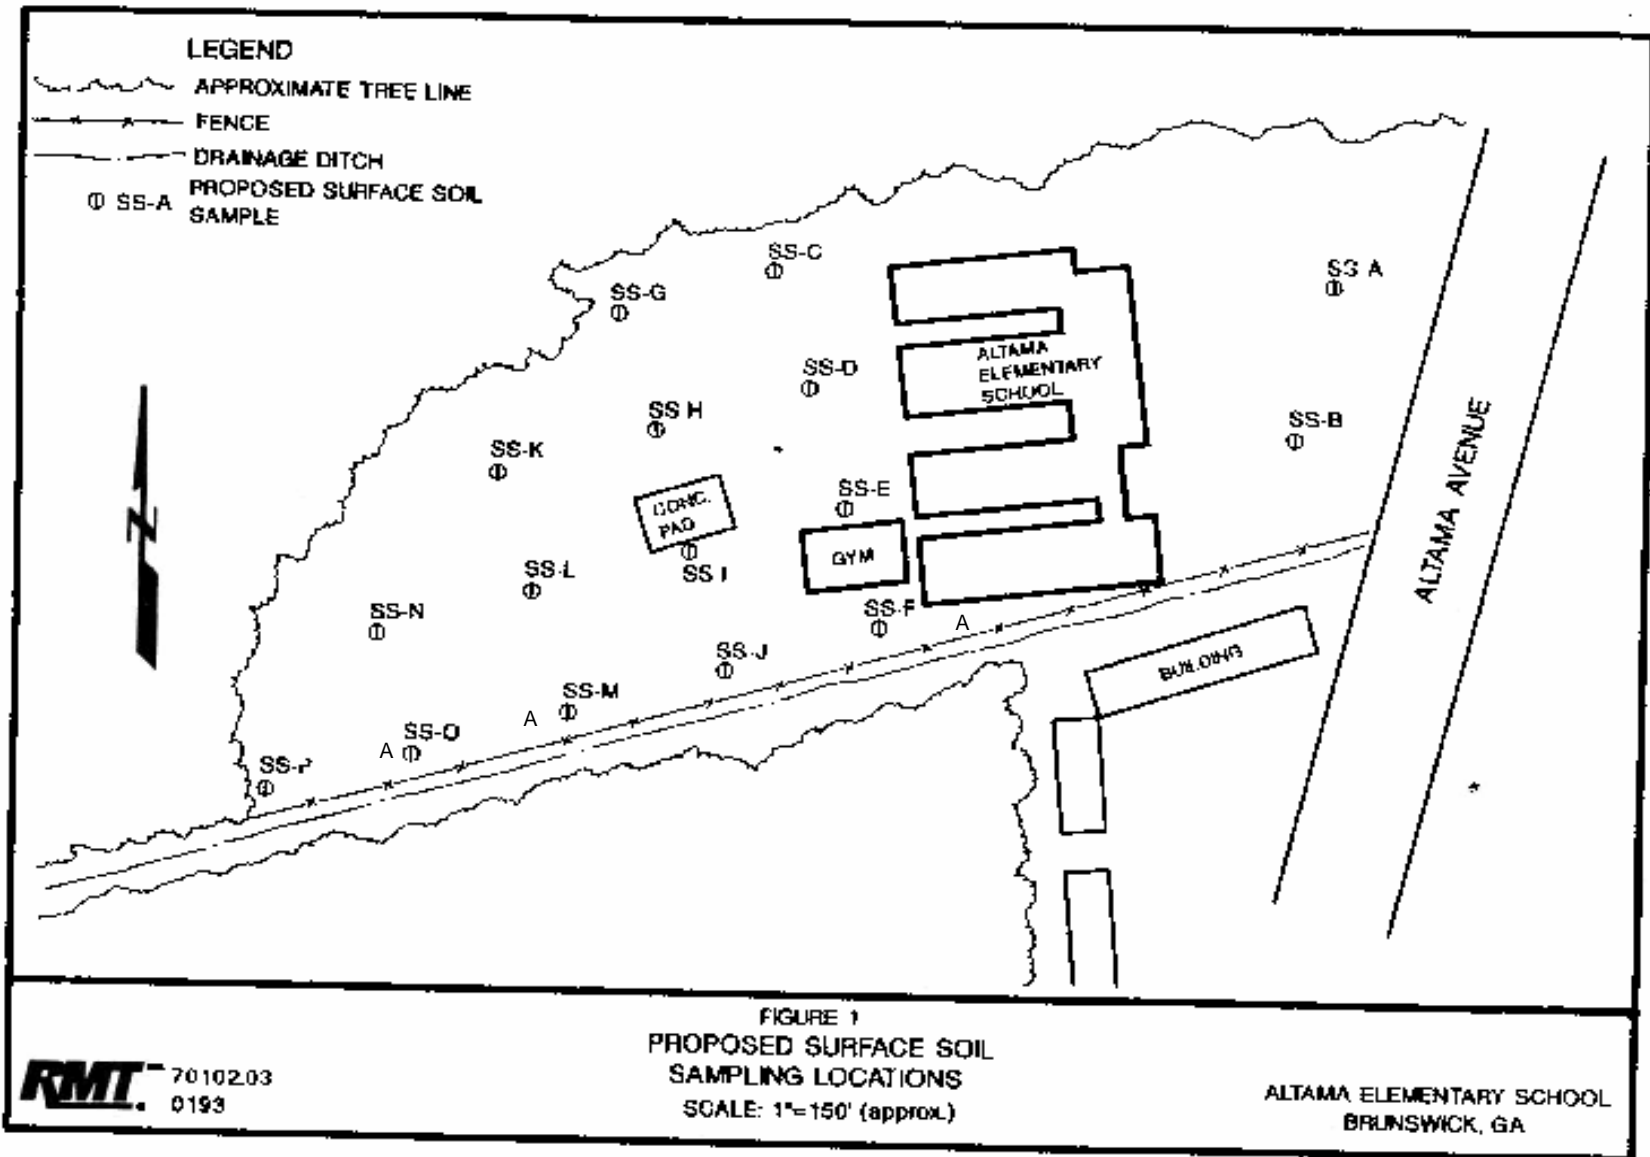 LEGEND
APPROXIMATE TREE LINE
FENCE
DRAINAGE DITCH
SS-A PROPOSED SURFACE SOIL
SAMPLE
SS-C
SS-G
SS A
SS-D
ALTAMA
ELEMENTARY
SCHOOL
SS H
SS-B
SS-K
ALTAMA AVENUE
SS-E
CONC.
PAD
GYM
SS-L
SS I
N
SS-N
SS-F
A
SS-J
BUILDING
SS-M
A
SS-O
A
SS-P
FIGURE 1
PROPOSED SURFACE SOIL
SAMPLING LOCATIONS
SCALE: 1"=150' (approx.)
RMT
70102.03
0193
ALTAMA ELEMENTARY SCHOOL
BRUNSWICK, GA